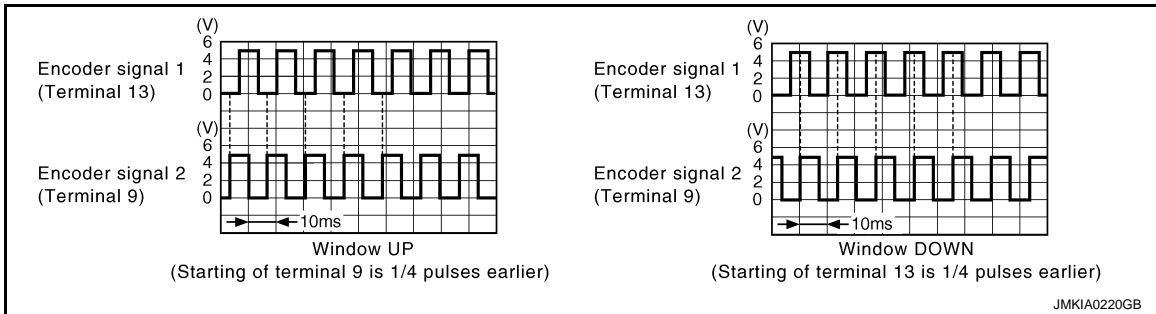 (V)
6
4
2
0
Encoder signal 1
(Terminal 13)
(V)
6
4
2
0
Encoder signal 2
(Terminal 9)
10ms
Window UP
(Starting of terminal 9 is 1/4 pulses earlier)
(V)
6
4
2
0
Encoder signal 1
(Terminal 13)
(V)
6
4
2
0
Encoder signal 2
(Terminal 9)
10ms
Window DOWN
(Starting of terminal 13 is 1/4 pulses earlier)
JMKIA0220GB